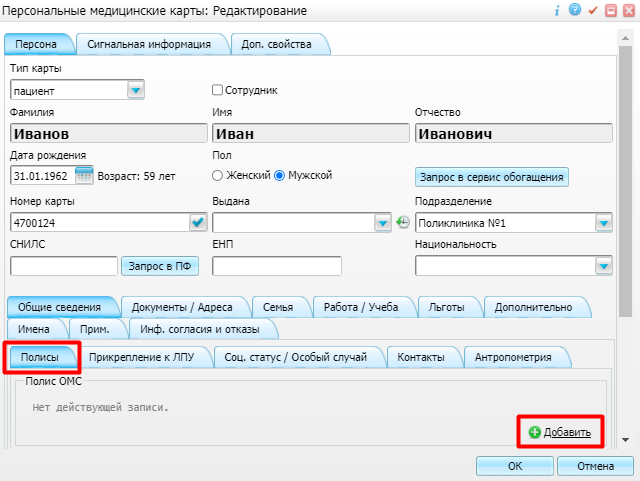 Персональные медицинские карты: Редактирование
Персона Сигнальная информация Доп. свойства
Тип карты
пациент Сотрудник
Фамилия Имя Отчество
Иванов Иван Иванович
Дата рождения Пол
31.01.1962 Возраст: 59 лет Женский Мужской Запрос в сервис обогащения
Номер карты Выдана Подразделение
4700124 Поликлиника №1
СНИЛС ЕНП Национальность
Запрос в ПФ
Общие сведения Документы / Адреса Семья Работа / Учеба Льготы Дополнительно
Имена Прим. Инф. согласия и отказы
Полисы Прикрепление к ЛПУ Соц. статус / Особый случай Контакты Антропометрия
Полис ОМС
Нет действующей записи.
Добавить
ОК Отмена